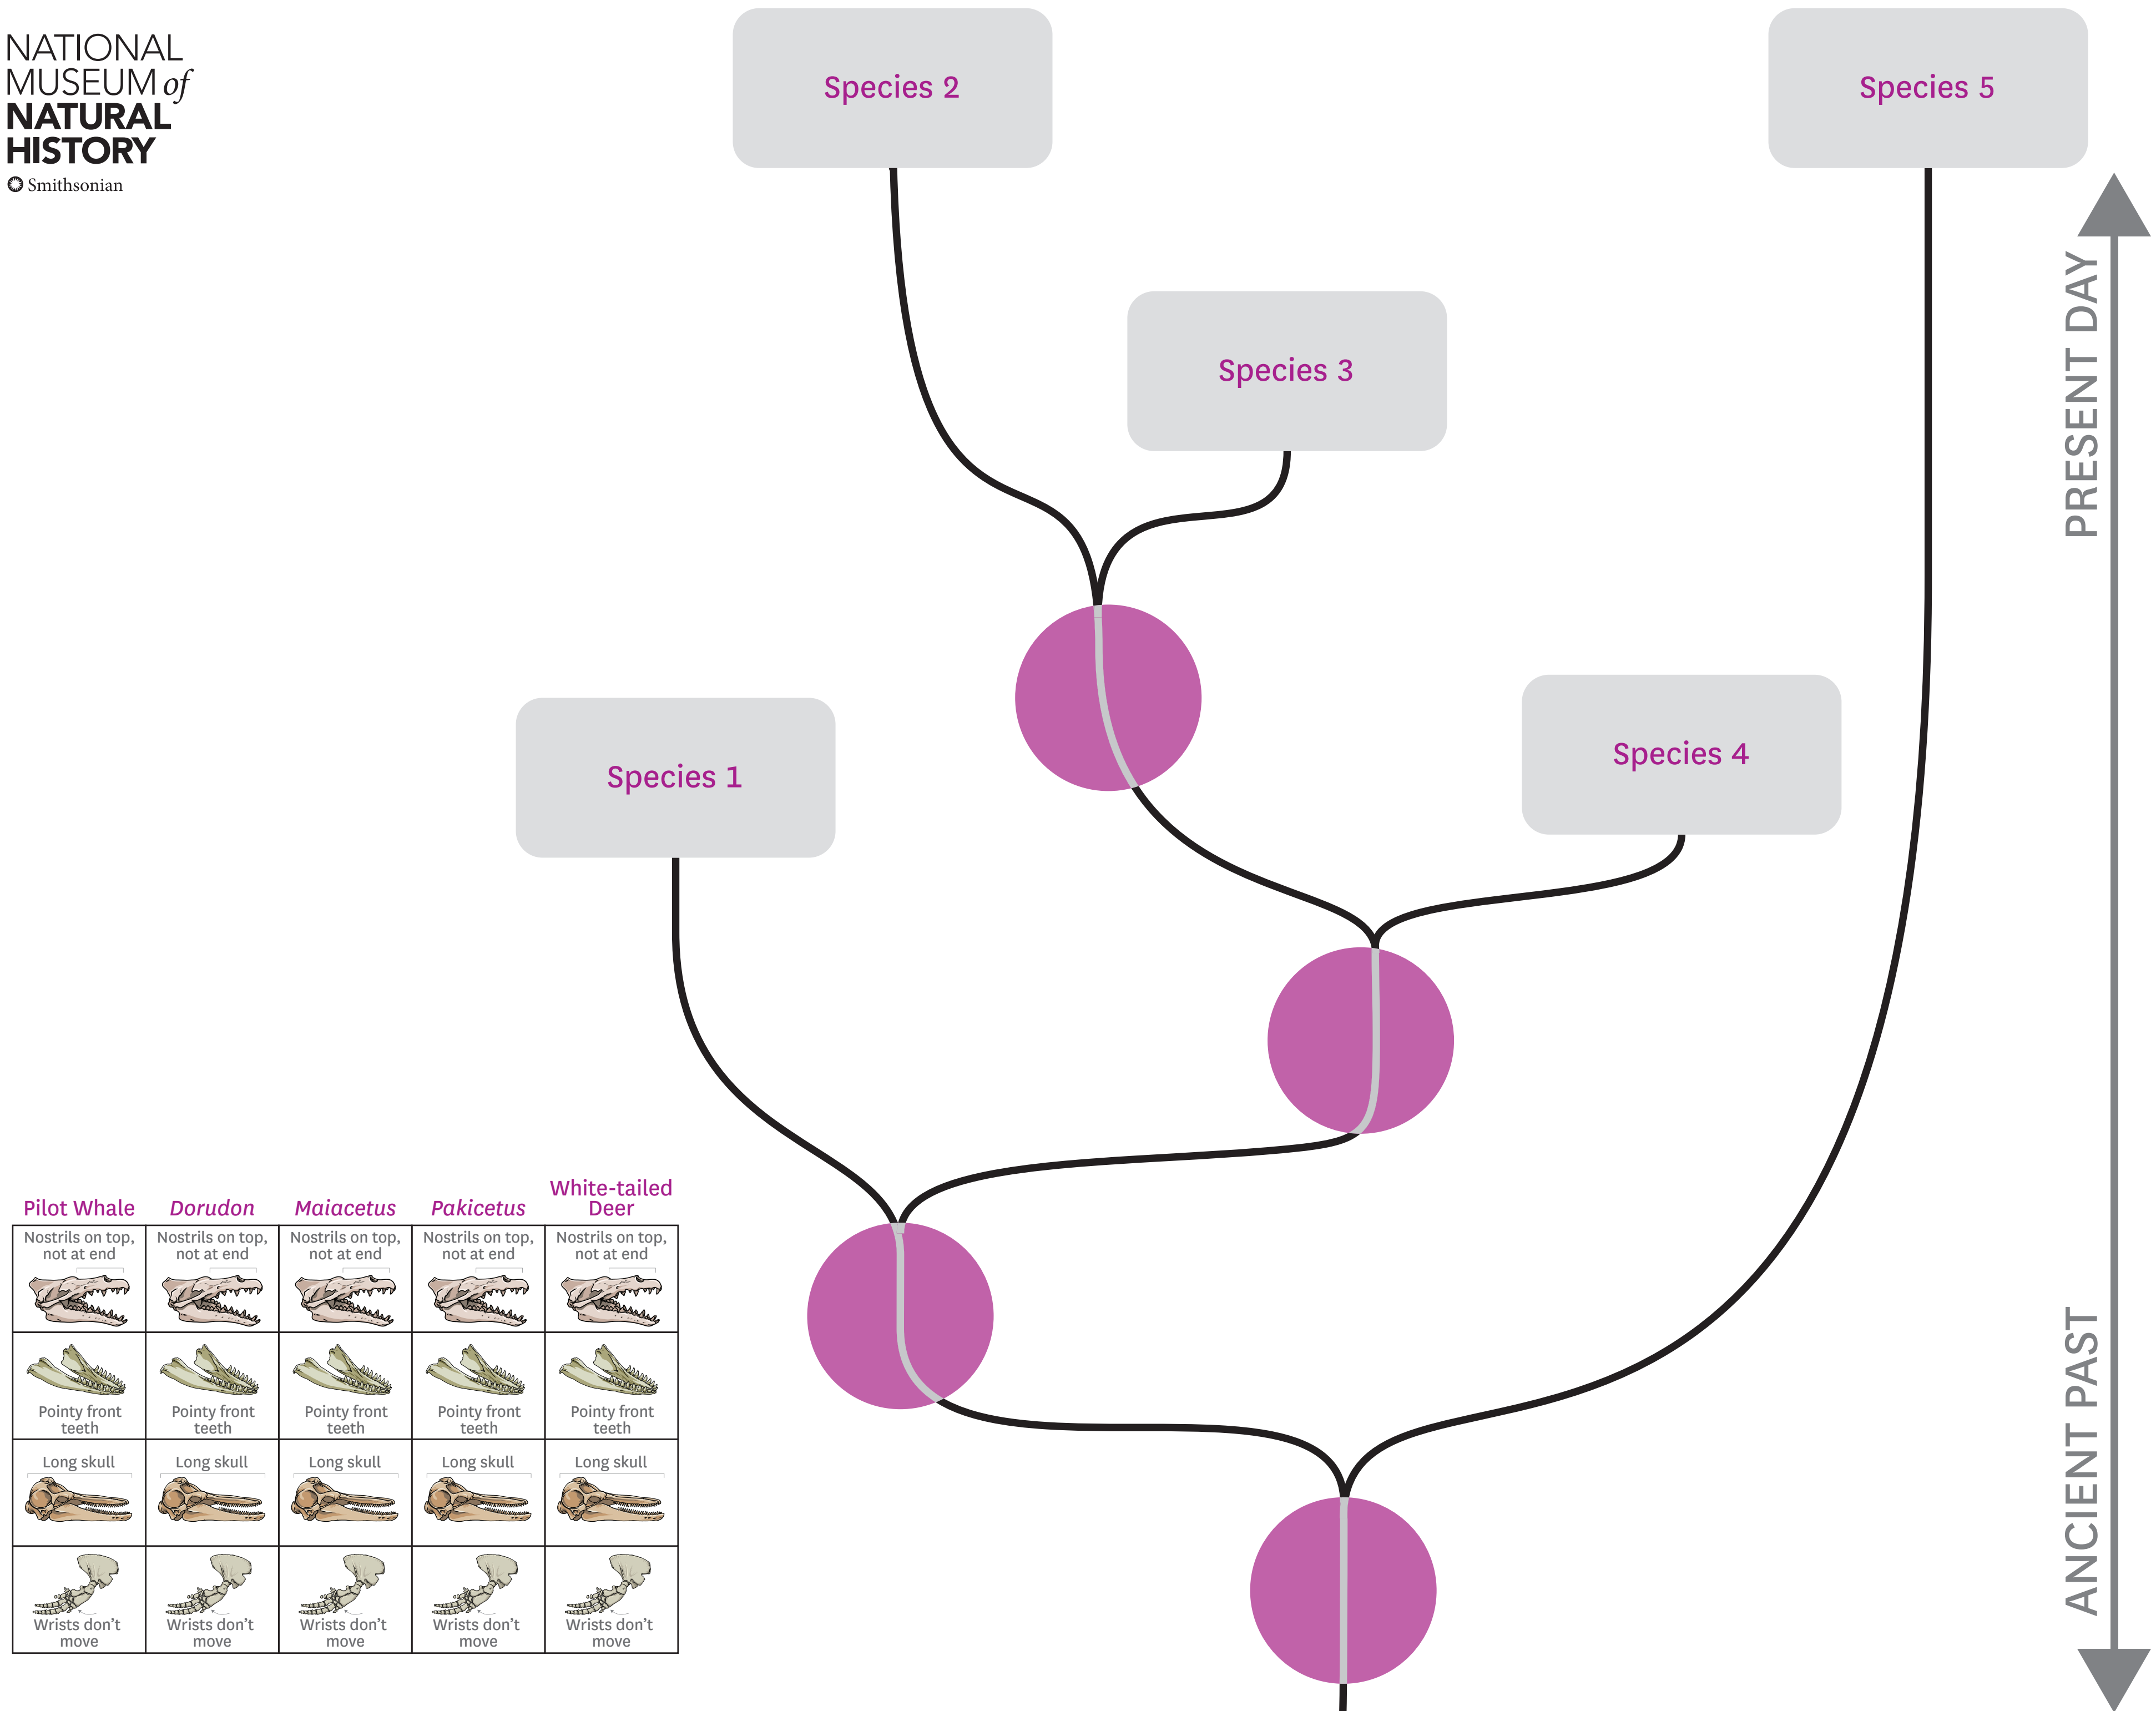 NATIONAL
MUSEUM of
NATURAL
HISTORY
Smithsonian
Species 2
Species 5
Species 3
Species 4
Species 1
PRESENT DAY
ANCIENT PAST
Pilot Whale
Dorudon
Maiacetus
Pakicetus
White-tailed
Deer
Nostrils on top,
not at end
Nostrils on top,
not at end
Nostrils on top,
not at end
Nostrils on top,
not at end
Nostrils on top,
not at end
Pointy front
teeth
Pointy front
teeth
Pointy front
teeth
Pointy front
teeth
Pointy front
teeth
Long skull
Long skull
Long skull
Long skull
Long skull
Wrists don’t
move
Wrists don’t
move
Wrists don’t
move
Wrists don’t
move
Wrists don’t
move